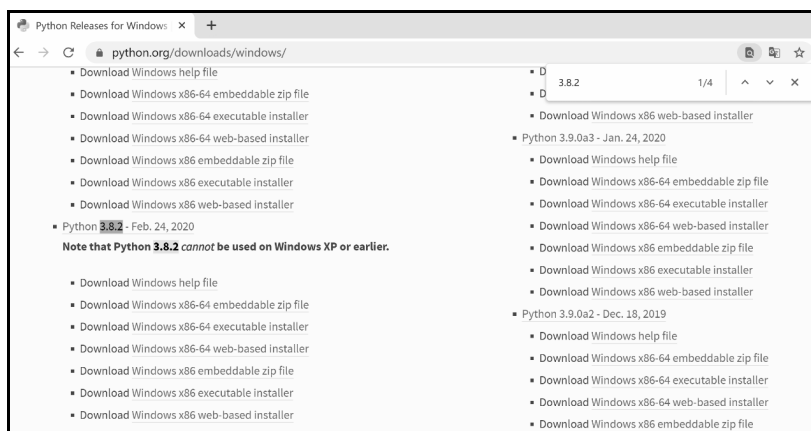 Python Releases for Windows
python.org/downloads/windows/
3.8.2
1/4
Download Windows help file
Download Windows x86-64 embeddable zip file
Download Windows x86-64 executable installer
Download Windows x86-64 web-based installer
Download Windows x86 embeddable zip file
Download Windows x86 executable installer
Download Windows x86 web-based installer
Python 3.8.2 - Feb. 24, 2020
Note that Python 3.8.2 cannot be used on Windows XP or earlier.
Download Windows help file
Download Windows x86-64 embeddable zip file
Download Windows x86-64 executable installer
Download Windows x86-64 web-based installer
Download Windows x86 embeddable zip file
Download Windows x86 executable installer
Download Windows x86 web-based installer
Download Windows x86 web-based installer
Python 3.9.0a3 - Jan. 24, 2020
Download Windows help file
Download Windows x86-64 embeddable zip file
Download Windows x86-64 executable installer
Download Windows x86-64 web-based installer
Download Windows x86 embeddable zip file
Download Windows x86 executable installer
Download Windows x86 web-based installer
Python 3.9.0a2 - Dec. 18, 2019
Download Windows help file
Download Windows x86-64 embeddable zip file
Download Windows x86-64 executable installer
Download Windows x86-64 web-based installer
Download Windows x86 embeddable zip file